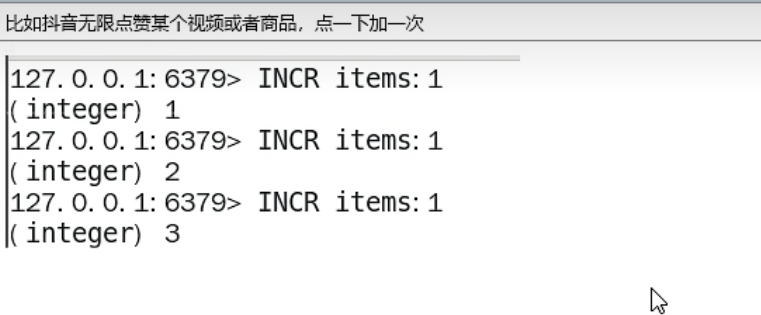 比如抖音无限点赞某个视频或者商品，点一下加一次
127.0.0.1:6379> INCR items:1
(integer) 1
127.0.0.1:6379> INCR items:1
(integer) 2
127.0.0.1:6379> INCR items:1
(integer) 3